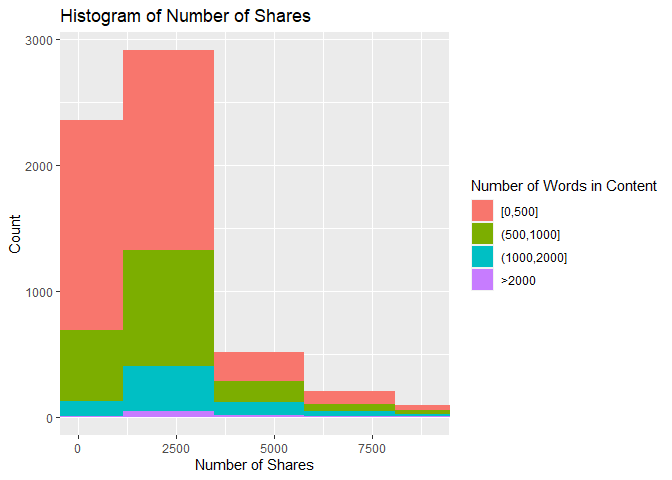 Histogram of Number of Shares
3000
2000
1000
0
Count
0 2500 5000 7500
Number of Shares
Number of Words in Content
[0,500]
(500,1000]
(1000,2000]
>2000